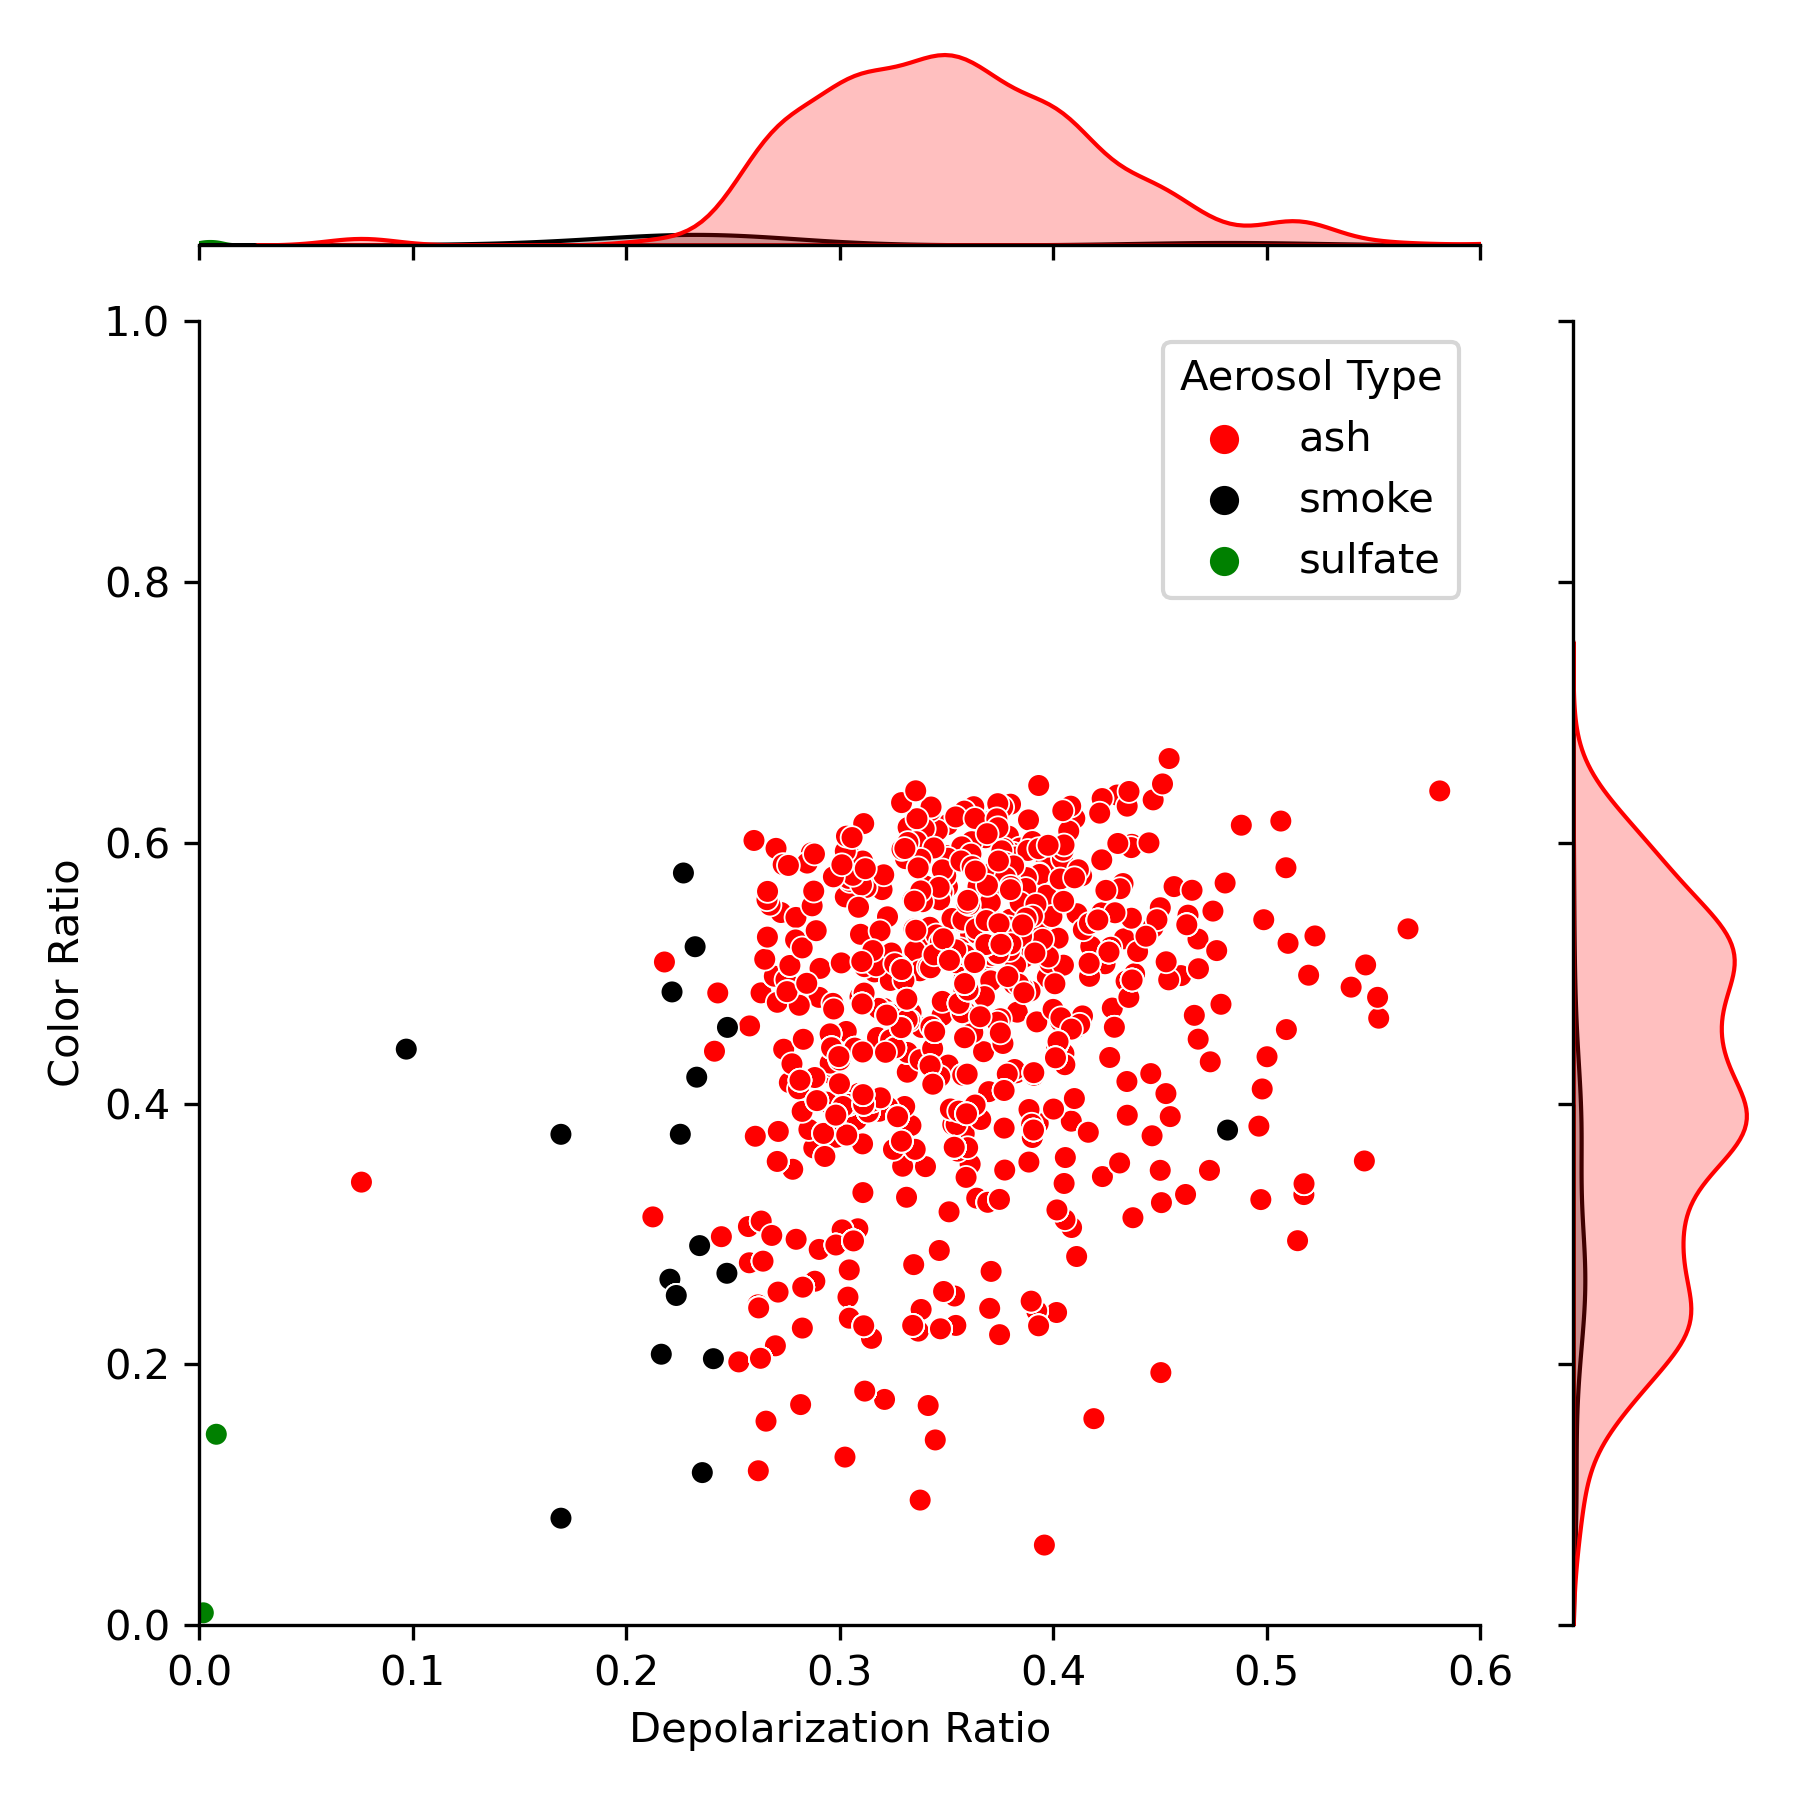 1.0
Aerosol Type
ash
smoke
sulfate
0.8
0.6
Color Ratio
0.4
0.2
0.0
0.0 0.1 0.2 0.3 0.4 0.5 0.6
Depolarization Ratio